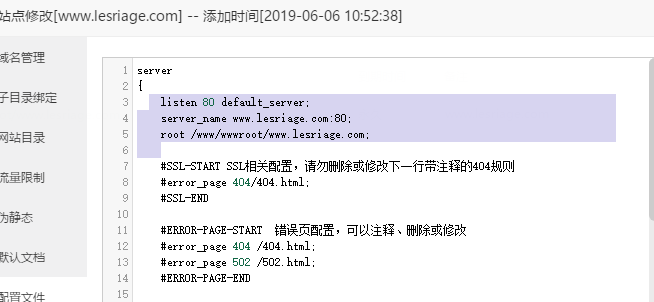 站点修改[www.lesriage.com] -- 添加时间[2019-06-06 10:52:38]
域名管理
子目录绑定
网站目录
流量限制
伪静态
默认文档
配置文件
1 server
2 {
3 listen 80 default_server;
4 server_name www.lesriage.com:80;
5 root /www/wwwroot/www.lesriage.com;
6
7 #SSL-START SSL相关配置，请勿删除或修改下一行带注释的404规则
8 #error_page 404/404.html;
9 #SSL-END
10
11 #ERROR-PAGE-START 错误页配置，可以注释、删除或修改
12 #error_page 404 /404.html;
13 #error_page 502 /502.html;
14 #ERROR-PAGE-END
15